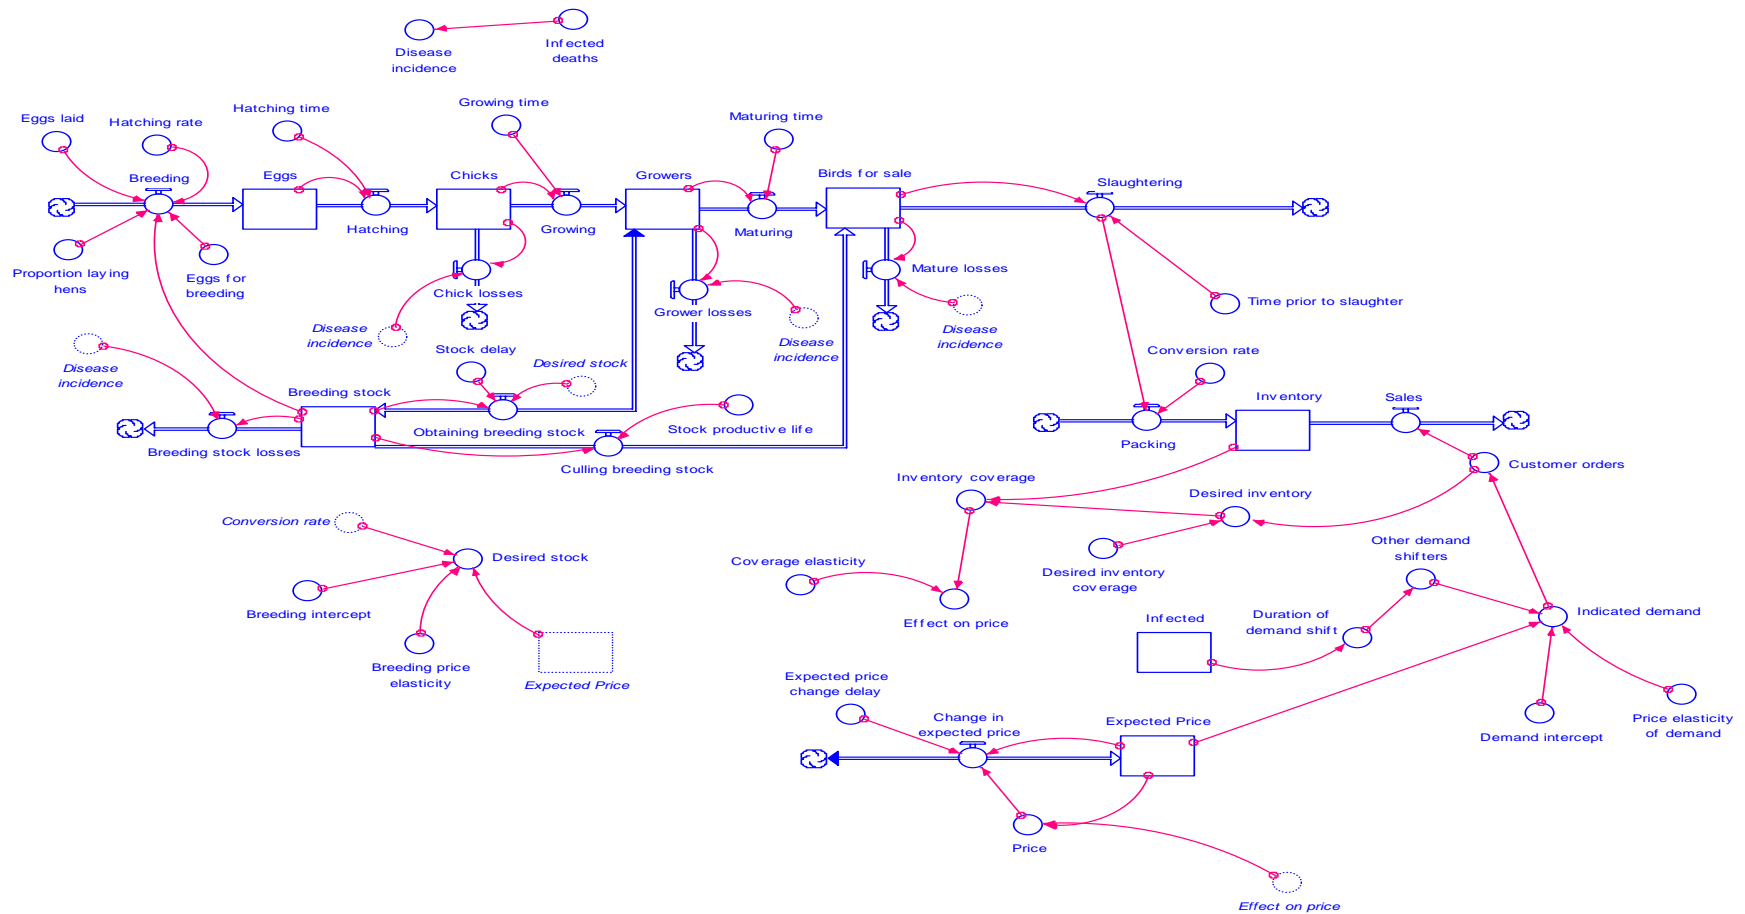 Disease
incidence
Infected
deaths
Eggs laid
Hatching rate
Hatching time
Growing time
Maturing time
Breeding
Eggs
Chicks
Growers
Birds for sale
Slaughtering
Hatching
Growing
Maturing
Proportion laying
hens
Eggs for
breeding
Chick losses
Grower losses
Mature losses
Time prior to slaughter
Disease
incidence
Disease
incidence
Disease
incidence
Disease
incidence
Stock delay
Desired stock
Conversion rate
Breeding stock
Obtaining breeding stock
Stock productive life
Breeding stock losses
Culling breeding stock
Packing
Inventory
Sales
Customer orders
Inventory coverage
Desired inventory
Conversion rate
Desired stock
Breeding intercept
Breeding price
elasticity
Expected Price
Coverage elasticity
Effect on price
Desired inventory
coverage
Other demand
shifters
Infected
Duration of
demand shift
Indicated demand
Expected price
change delay
Change in
expected price
Expected Price
Demand intercept
Price elasticity
of demand
Price
Effect on price